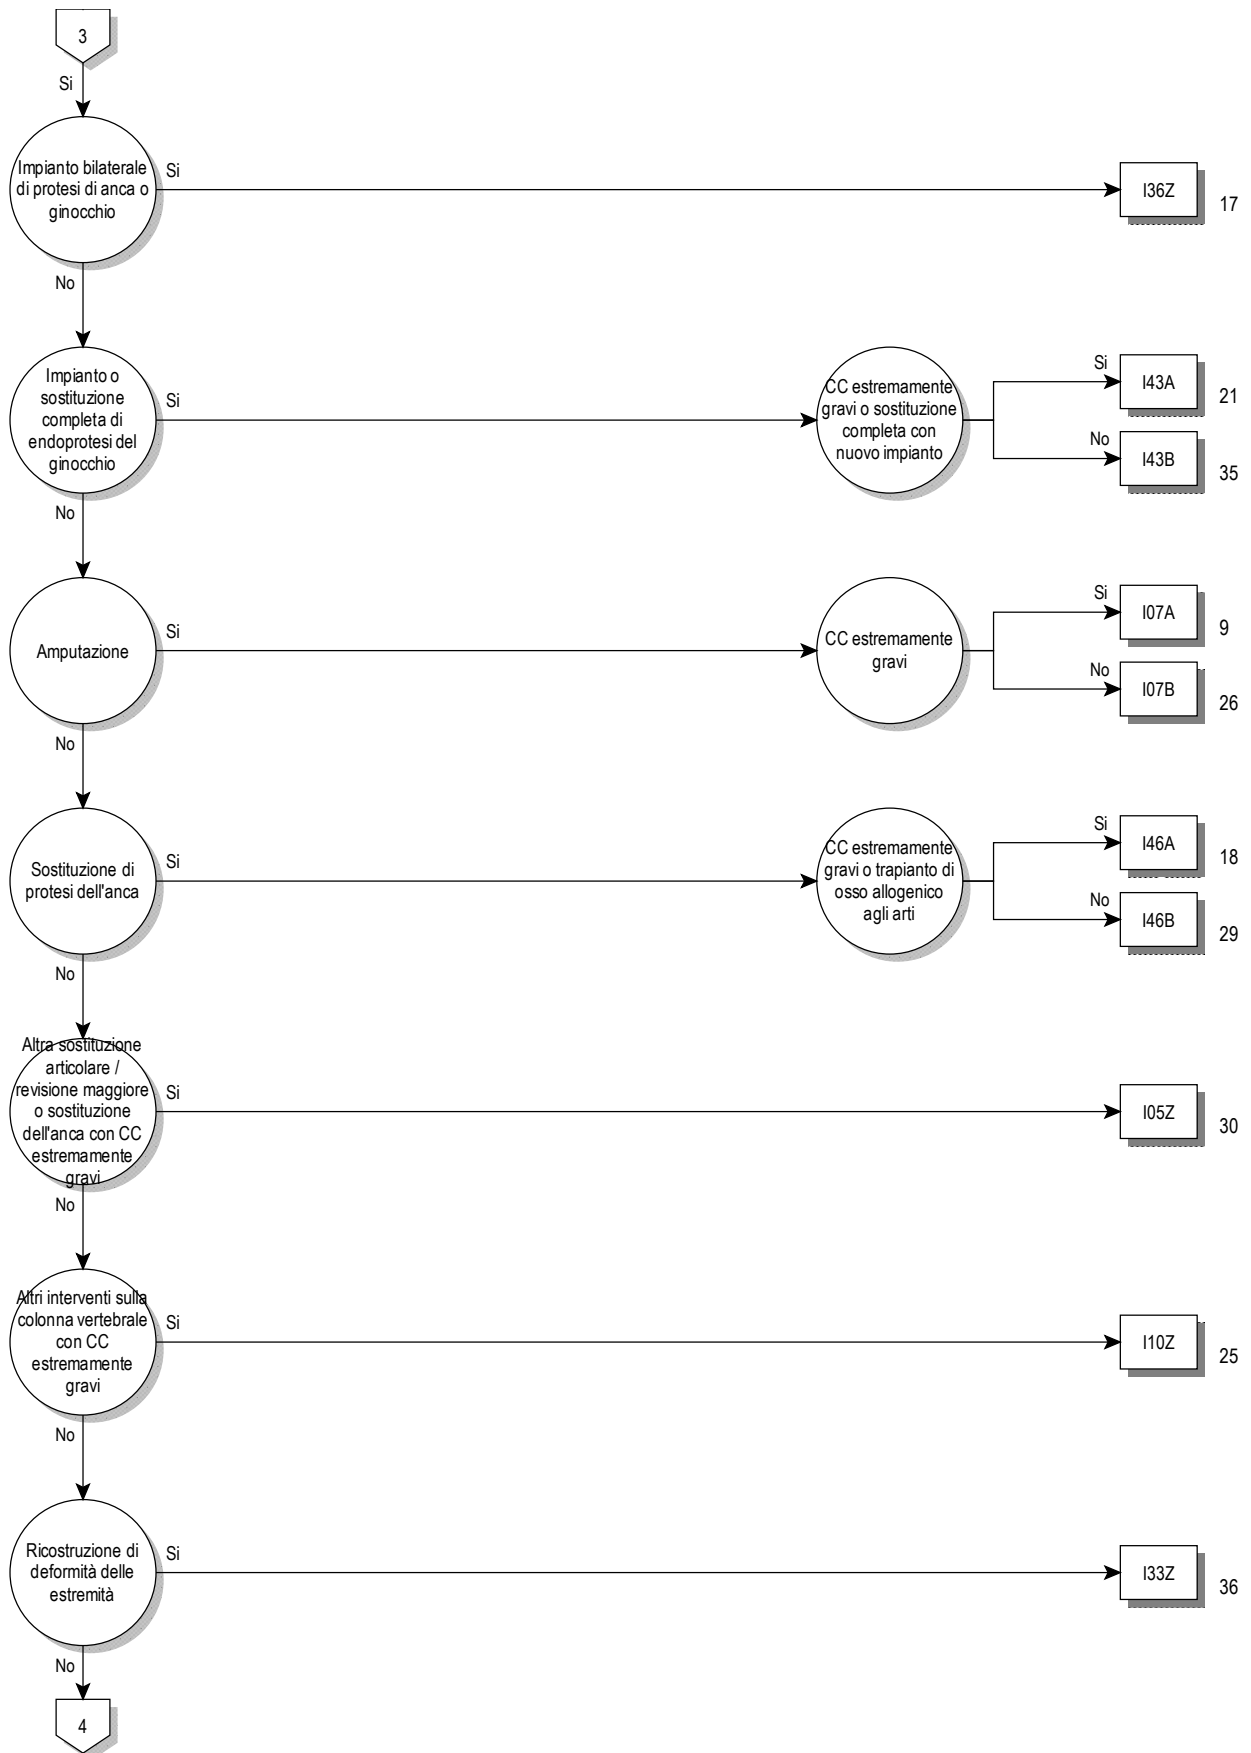 3
Si
Impianto bilaterale
di protesi di anca o
ginocchio
Si
I36Z
17
No
Impianto o
sostituzione
completa di
endoprotesi del
ginocchio
Si
CC estremamente
gravi o sostituzione
completa con
nuovo impianto
Si
I43A
21
No
I43B
35
No
Amputazione
Si
CC estremamente
gravi
Si
I07A
9
No
I07B
26
No
Sostituzione di
protesi dell'anca
Si
CC estremamente
gravi o trapianto di
osso allogenico
agli arti
Si
I46A
18
No
I46B
29
No
Altra sostituzione
articolare /
revisione maggiore
o sostituzione
dell'anca con CC
estremamente
gravi
Si
I05Z
30
No
Altri interventi sulla
colonna vertebrale
con CC
estremamente
gravi
Si
I10Z
25
No
Ricostruzione di
deformità delle
estremità
Si
I33Z
36
No
4